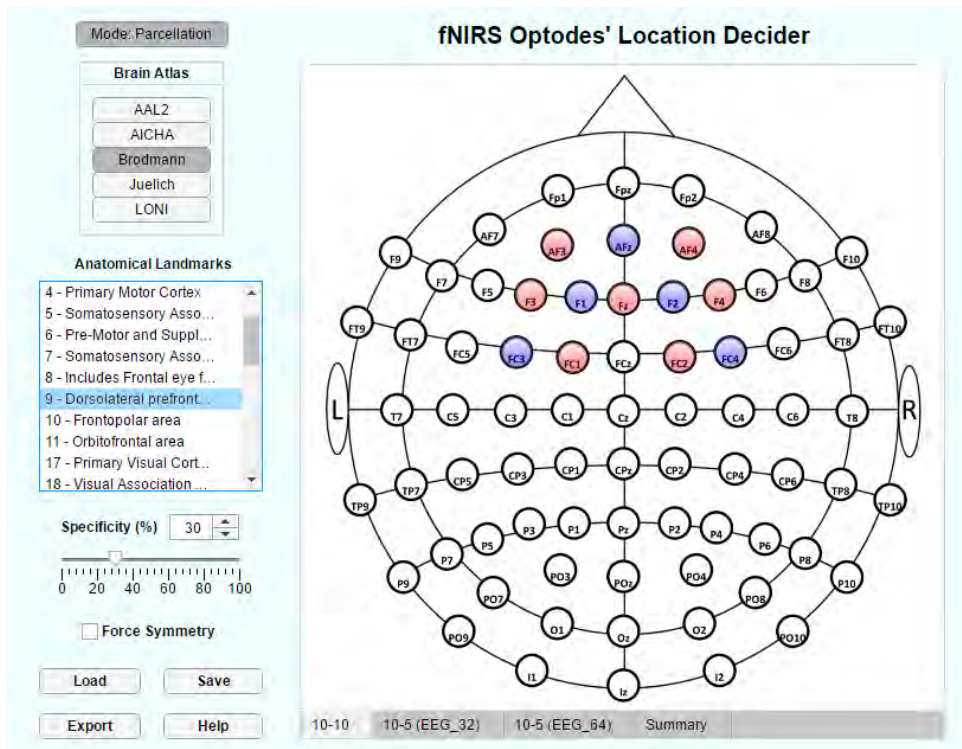 Mode: Parcellation
fNIRS Optodes' Location Decider
Brain Atlas
AAL2
AICHA
Brodmann
Juelich
LONI
Anatomical Landmarks
4 - Primary Motor Cortex
5 - Somatosensory Asso...
6 - Pre-Motor and Suppl...
7 - Somatosensory Asso...
8 - Includes Frontal eye f...
9 - Dorsolateral prefront...
10 - Frontopolar area
11 - Orbitofrontal area
17 - Primary Visual Cort...
18 - Visual Association ...
Specificity (%) 30
0 20 40 60 80 100
Force Symmetry
Load Save
Export Help
Fp1 Fpz Fp2
AF7 AF3 AFz AF4 AF8
F9 F7 F5 F3 F1 Fz F2 F4 F6 F8 F10
FT9 FT7 FC5 FC3 FC1 FCz FC2 FC4 FC6 FT8 FT10
L T7 C5 C3 C1 Cz C2 C4 C6 T8 R
TP9 TP7 CP5 CP3 CP1 CPz CP2 CP4 CP6 TP8 TP10
P9 P7 P5 P3 P1 Pz P2 P4 P6 P8 P10
PO9 PO7 PO3 POz PO4 PO8 PO10
O1 Oz O2
I1 Iz I2
10-10 10-5 (EEG_32) 10-5 (EEG_64) Summary